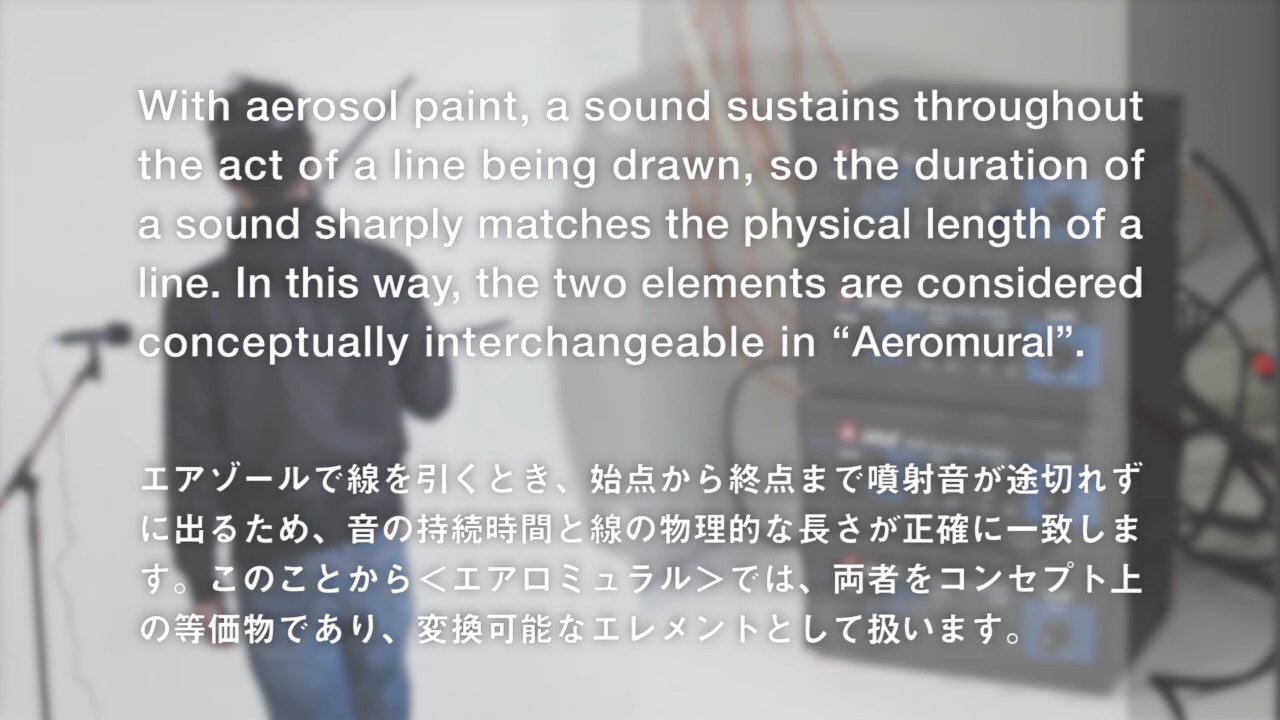 With aerosol paint, a sound sustains throughout
the act of a line being drawn, so the duration of
a sound sharply matches the physical length of a
line. In this way, the two elements are considered
conceptually interchangeable in “Aeromural”.
エアゾールで線を引くとき、始点から終点まで噴射音が途切れず
に出るため、音の持続時間と線の物理的な長さが正確に一致しま
す。このことから＜エアロミュラル＞では、両者をコンセプト上
の等価物であり、変換可能なエレメントとして扱います。